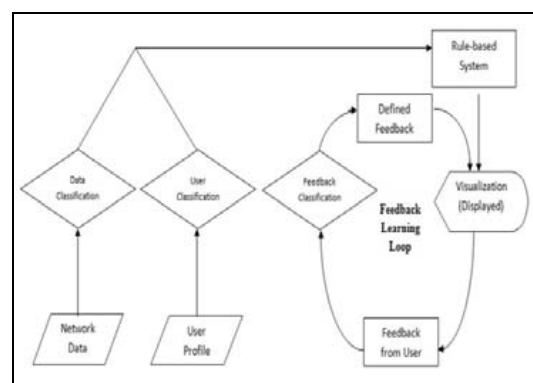 Rule-based
System
Defined
Feedback
Data
Classification
User
Classification
Feedback
Classification
Visualization
(Displayed)
Feedback
Learning
Loop
Network
Data
User
Profile
Feedback
from User